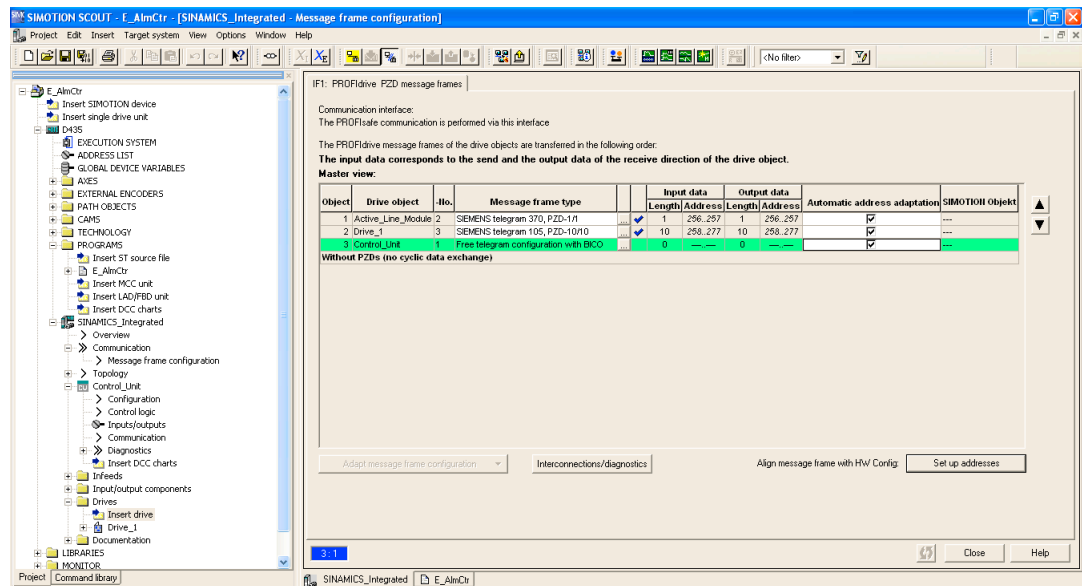 SIMOTION SCOUT - E_AlmCtr - [SINAMICS_Integrated - Message frame configuration]
Project Edit Insert Target system View Options Window Help
<No filter>
E_AlmCtr
Insert SIMOTION device
Insert single drive unit
D435
EXECUTION SYSTEM
ADDRESS LIST
GLOBAL DEVICE VARIABLES
AXES
EXTERNAL ENCODERS
PATH OBJECTS
CAMS
TECHNOLOGY
PROGRAMS
Insert ST source file
E_AlmCtr
Insert MCC unit
Insert LAD/FBD unit
Insert DCC charts
SINAMICS_Integrated
Overview
Communication
Message frame configuration
Topology
Control_Unit
Configuration
Control logic
Inputs/outputs
Communication
Diagnostics
Insert DCC charts
Infeeds
Input/output components
Drives
Insert drive
Drive_1
Documentation
LIBRARIES
MONITOR
Project Command library
IF1: PROFIdrive PZD message frames
Communication interface:
The PROFIsafe communication is performed via this interface
The PROFIdrive message frames of the drive objects are transferred in the following order:
The input data corresponds to the send and the output data of the receive direction of the drive object.
Master view:
Object Drive object -No. Message frame type Input data Output data Automatic address adaptation SIMOTION Objekt
Length Address Length Address
1 Active_Line_Module 2 SIEMENS telegram 370, PZD-1/1 ... 1 256..257 1 256..257 ---
2 Drive_1 3 SIEMENS telegram 105, PZD-10/10 ... 10 258..277 10 258..277 ---
3 Control_Unit 1 Free telegram configuration with BICO ... 0 ---..--- 0 ---..--- ---
Without PZDs (no cyclic data exchange)
Adapt message frame configuration Interconnections/diagnostics Align message frame with HW Config: Set up addresses
3 : 1 Close Help
SINAMICS_Integrated E_AlmCtr